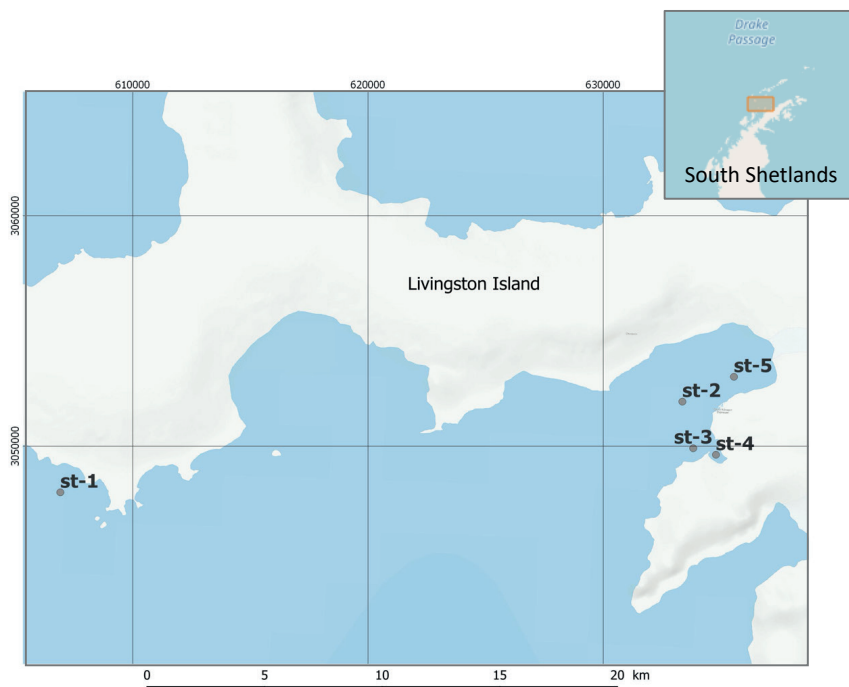 Drake
Passage
South Shetlands
610000
620000
630000
3060000
3050000
Livingston Island
st-5
st-2
st-3
st-4
st-1
0 5 10 15 20 km